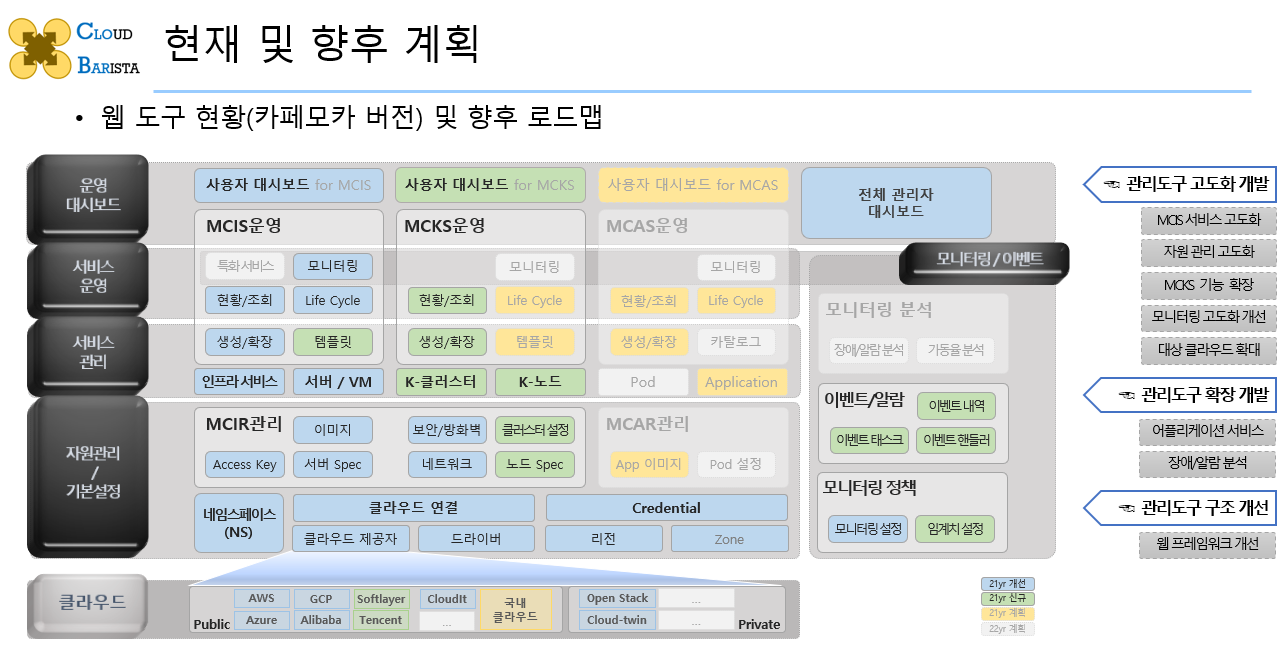 CLOUD
BARISTA
현재 및 향후 계획
• 웹 도구 현황(카페모카 버전) 및 향후 로드맵
운영
대시보드
사용자 대시보드 for MCIS
사용자 대시보드 for MCKS
사용자 대시보드 for MCAS
전체 관리자
대시보드
MCIS운영
MCKS운영
MCAS운영
서비스
운영
특화 서비스
모니터링
모니터링
모니터링
모니터링/이벤트
현황/조회
Life Cycle
현황/조회
Life Cycle
현황/조회
Life Cycle
서비스
관리
생성/확장
템플릿
생성/확장
템플릿
생성/확장
카탈로그
인프라 서비스
서버 / VM
K-클러스터
K-노드
Pod
Application
모니터링 분석
장애/알람 분석
가동율 분석
자원관리
/
기본설정
MCIR관리
이미지
보안/방화벽
클러스터 설정
MCAR관리
Access Key
서버 Spec
네트워크
노드 Spec
App 이미지
Pod 설정
이벤트/알람
이벤트 내역
이벤트 태스크
이벤트 핸들러
네임스페이스
(NS)
클라우드 연결
Credential
클라우드 제공자
드라이버
리전
Zone
모니터링 정책
모니터링 설정
임계치 설정
클라우드
Public
AWS
GCP
Softlayer
CloudIt
국내
클라우드
Azure
Alibaba
Tencent
...
Open Stack
...
Cloud-twin
...
Private
관리도구 고도화 개발
MCIS 서비스 고도화
자원 관리 고도화
MCKS 기능 확장
모니터링 고도화 개선
대상 클라우드 확대
관리도구 확장 개발
어플리케이션 서비스
장애/알람 분석
관리도구 구조 개선
웹 프레임워크 개선
21yr 개선
21yr 신규
21yr 계획
22yr 계획